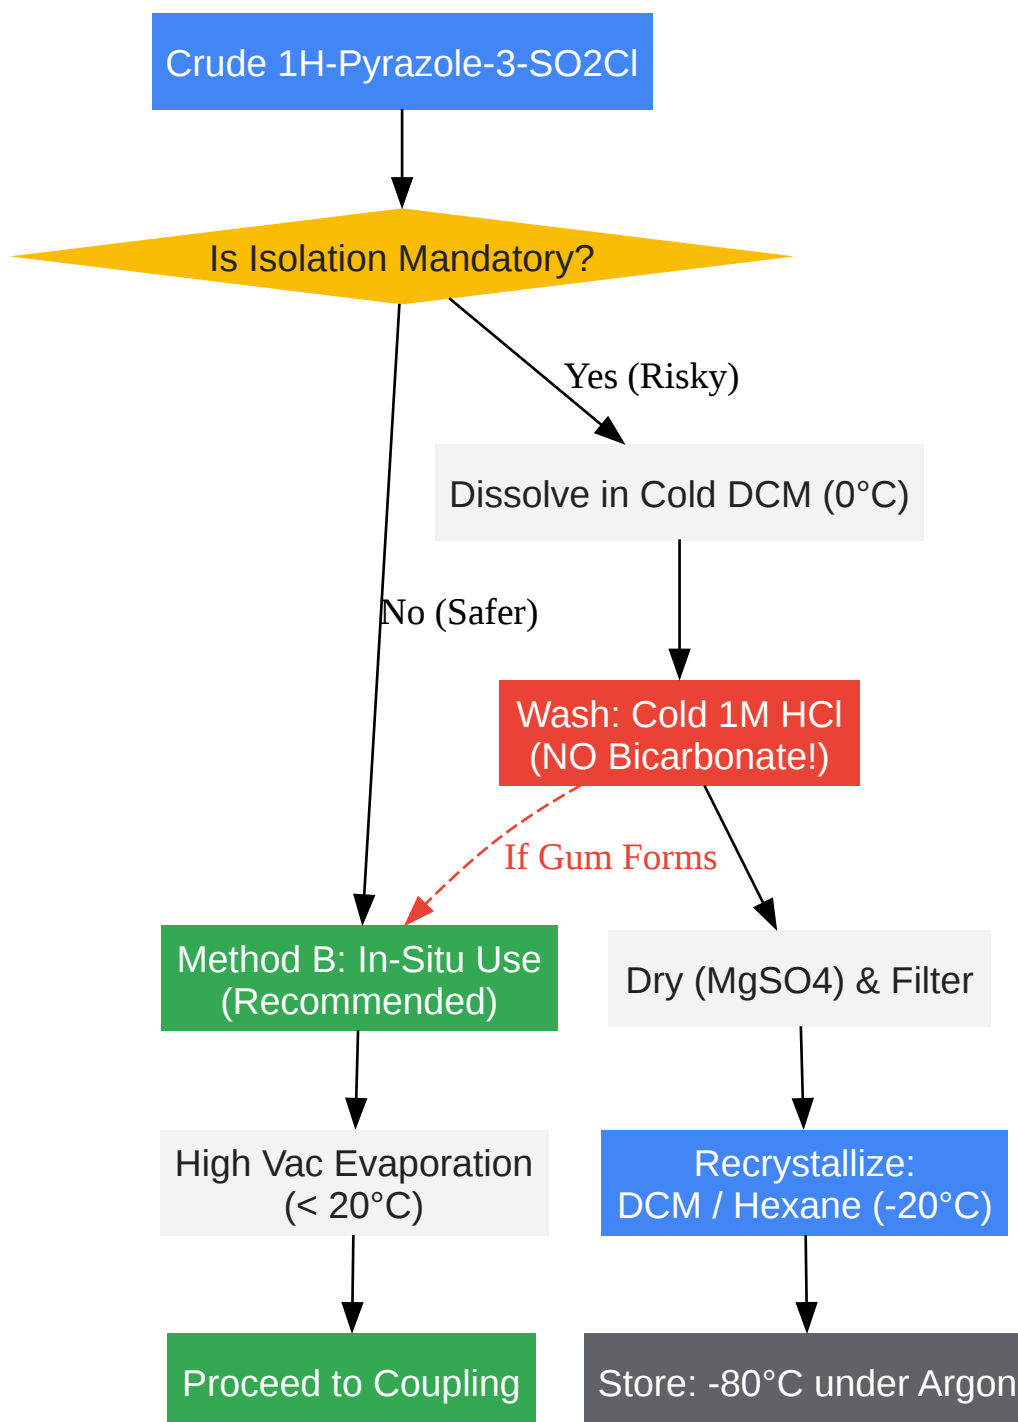 Crude 1H-Pyrazole-3-SO2Cl
Is Isolation Mandatory?
Yes (Risky)
Dissolve in Cold DCM (0°C)
No (Safer)
Wash: Cold 1M HCl
(NO Bicarbonate!)
If Gum Forms
Method B: In-Situ Use
(Recommended)
Dry (MgSO4) & Filter
High Vac Evaporation
(< 20°C)
Recrystallize:
DCM / Hexane (-20°C)
Proceed to Coupling
Store: -80°C under Argon